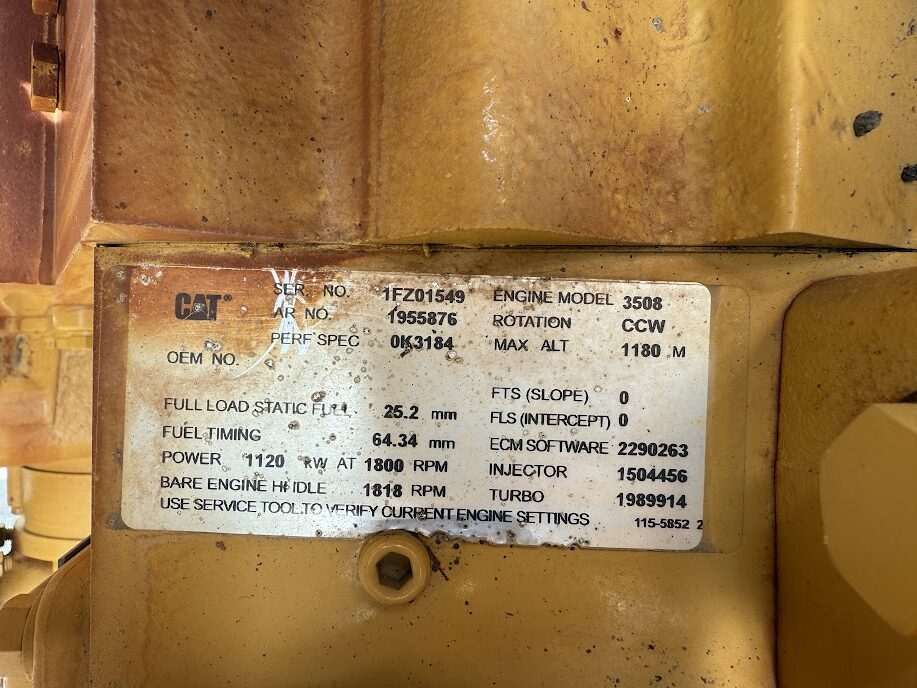 CAT®
SER. NO. 1FZ01549 ENGINE MODEL 3508
AR NO. 1955876 ROTATION CCW
PERF SPEC 0K3184 MAX ALT 1180 M
OEM NO.
FULL LOAD STATIC FUEL 25.2 mm FTS (SLOPE) 0
FUEL TIMING 64.34 mm FLS (INTERCEPT) 0
POWER 1120 KW AT 1800 RPM ECM SOFTWARE 2290263
BARE ENGINE HI IDLE 1818 RPM INJECTOR 1504456
TURBO 1989914
USE SERVICE TOOL TO VERIFY CURRENT ENGINE SETTINGS 115-5852 2